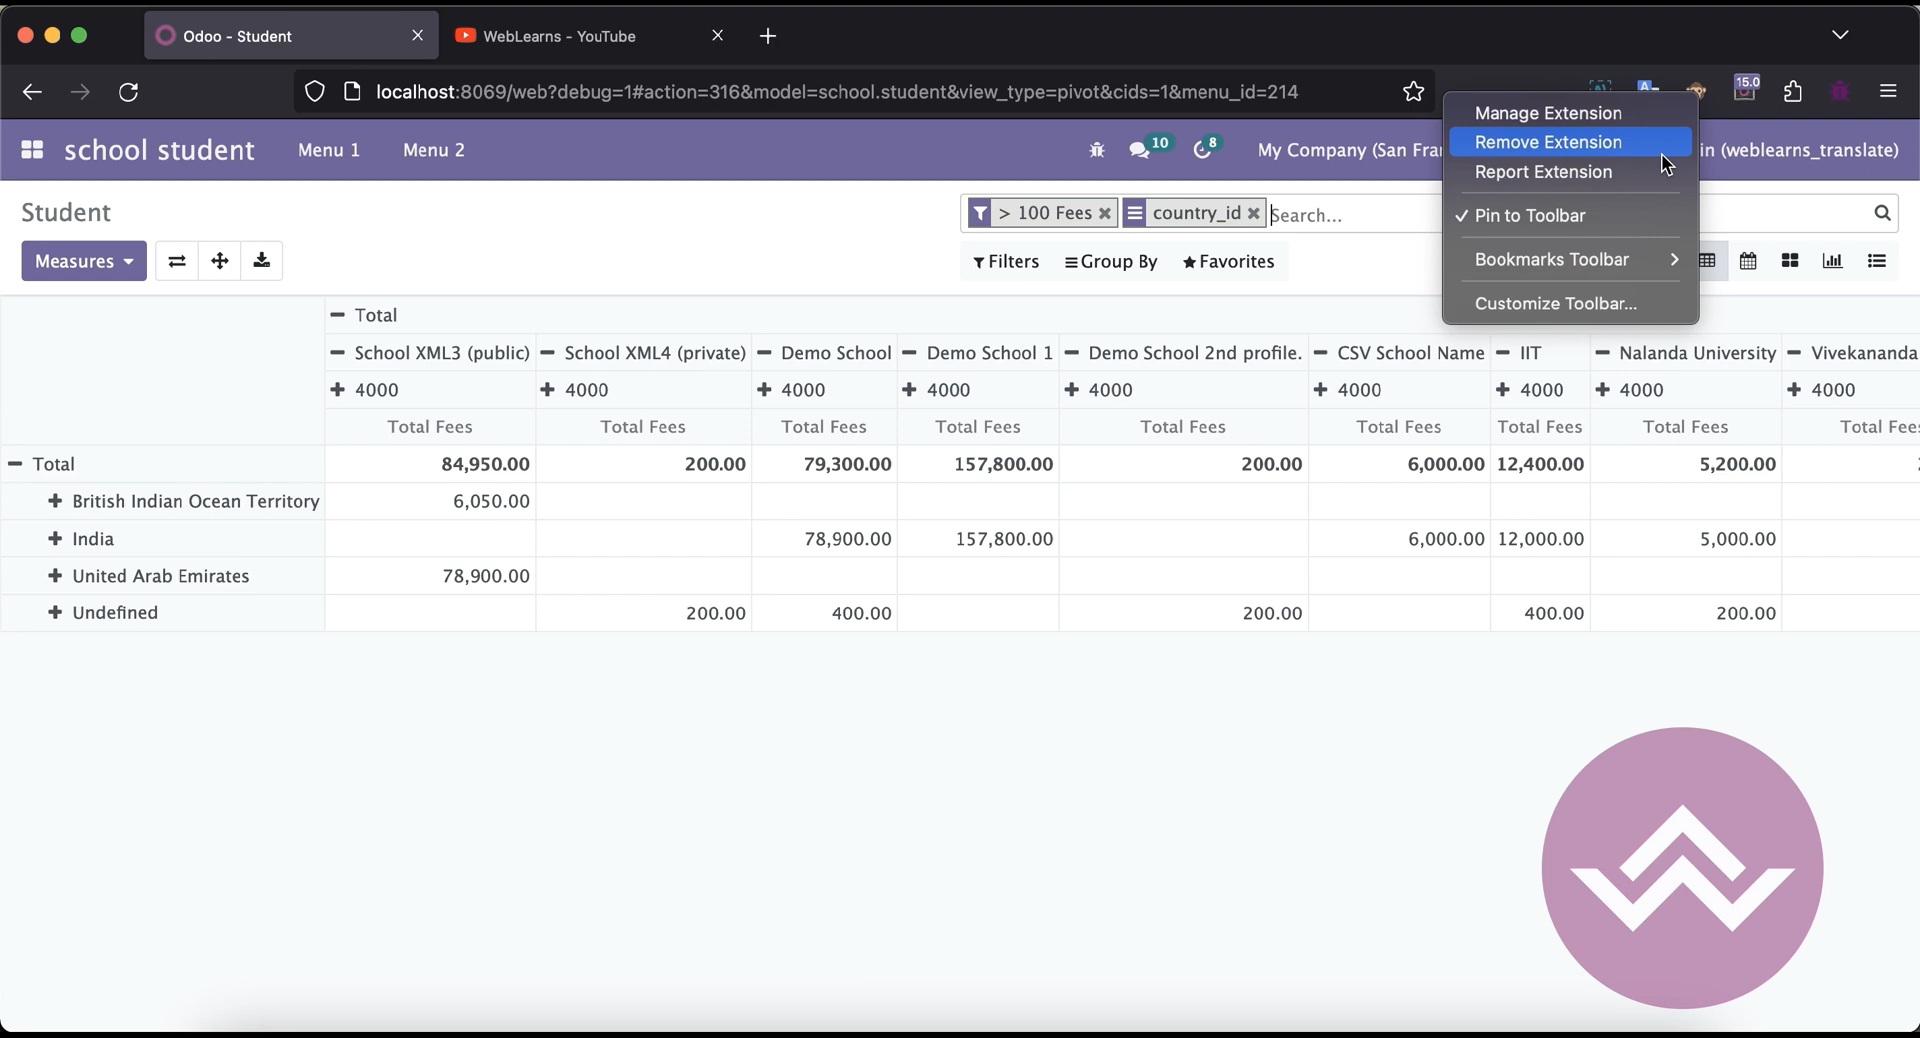 Odoo - Student
WebLearns - YouTube
localhost:8069/web?debug=1#action=316&model=school.student&view_type=pivot&cids=1&menu_id=214
15.0
Manage Extension
Remove Extension
Report Extension
Pin to Toolbar
Bookmarks Toolbar
Customize Toolbar...
school student Menu 1 Menu 2 10 8 My Company (San Fra in (weblearns_translate)
Student
> 100 Fees country_id Search...
Measures Filters Group By Favorites
Total
School XML3 (public) School XML4 (private) Demo School Demo School 1 Demo School 2nd profile. CSV School Name IIT Nalanda University Vivekananda
4000 4000 4000 4000 4000 4000 4000 4000 4000
Total Fees Total Fees Total Fees Total Fees Total Fees Total Fees Total Fees Total Fees Total Fees
Total 84,950.00 200.00 79,300.00 157,800.00 200.00 6,000.00 12,400.00 5,200.00
British Indian Ocean Territory 6,050.00
India 78,900.00 157,800.00 6,000.00 12,000.00 5,000.00
United Arab Emirates 78,900.00
Undefined 200.00 400.00 200.00 400.00 200.00